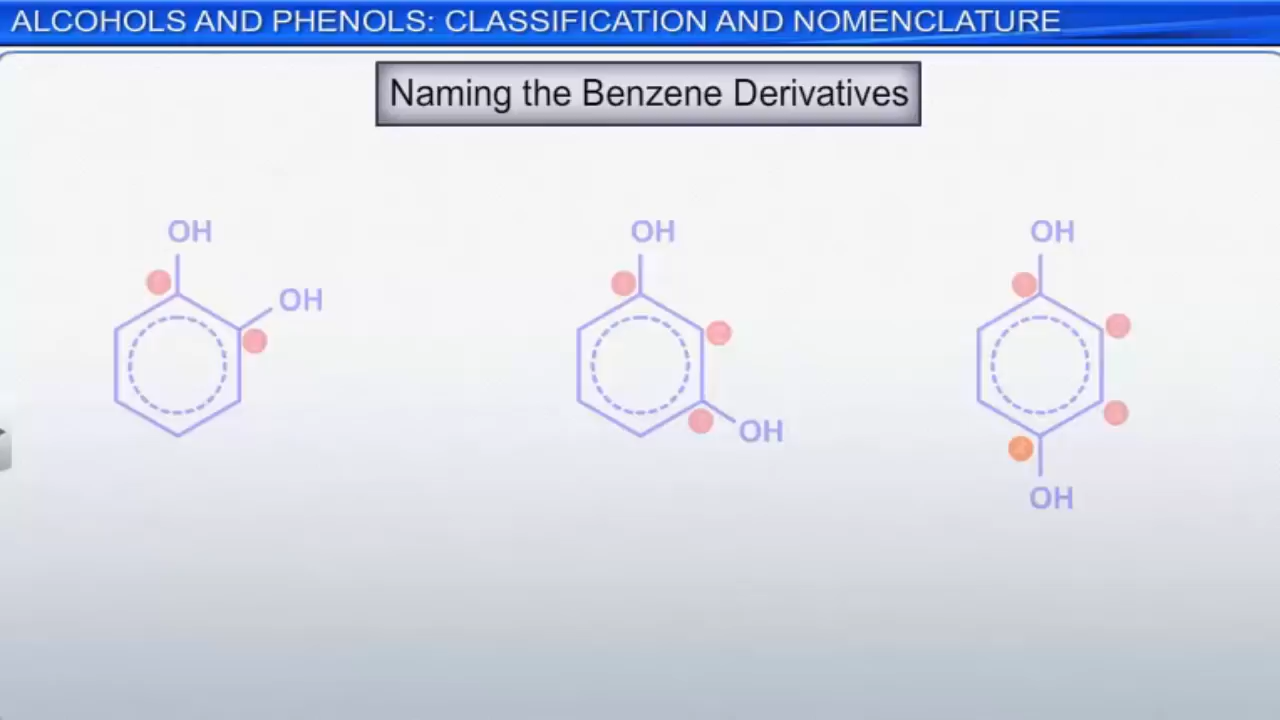 ALCOHOLS AND PHENOLS: CLASSIFICATION AND NOMENCLATURE
Naming the Benzene Derivatives
OH
OH
OH
OH
OH
OH